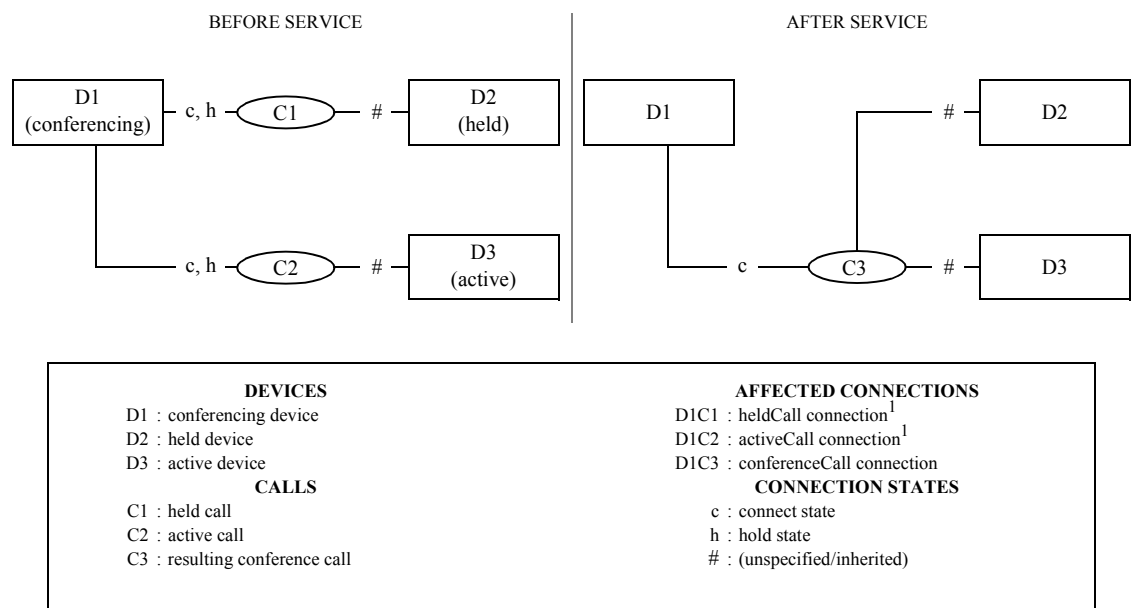 BEFORE SERVICE
AFTER SERVICE
D1
(conferencing)
c, h
C1
#
D2
(held)
c, h
C2
#
D3
(active)
D1
#
D2
c
C3
#
D3
DEVICES
D1 : conferencing device
D2 : held device
D3 : active device
CALLS
C1 : held call
C2 : active call
C3 : resulting conference call
AFFECTED CONNECTIONS
D1C1 : heldCall connection1
D1C2 : activeCall connection1
D1C3 : conferenceCall connection
CONNECTION STATES
c : connect state
h : hold state
# : (unspecified/inherited)